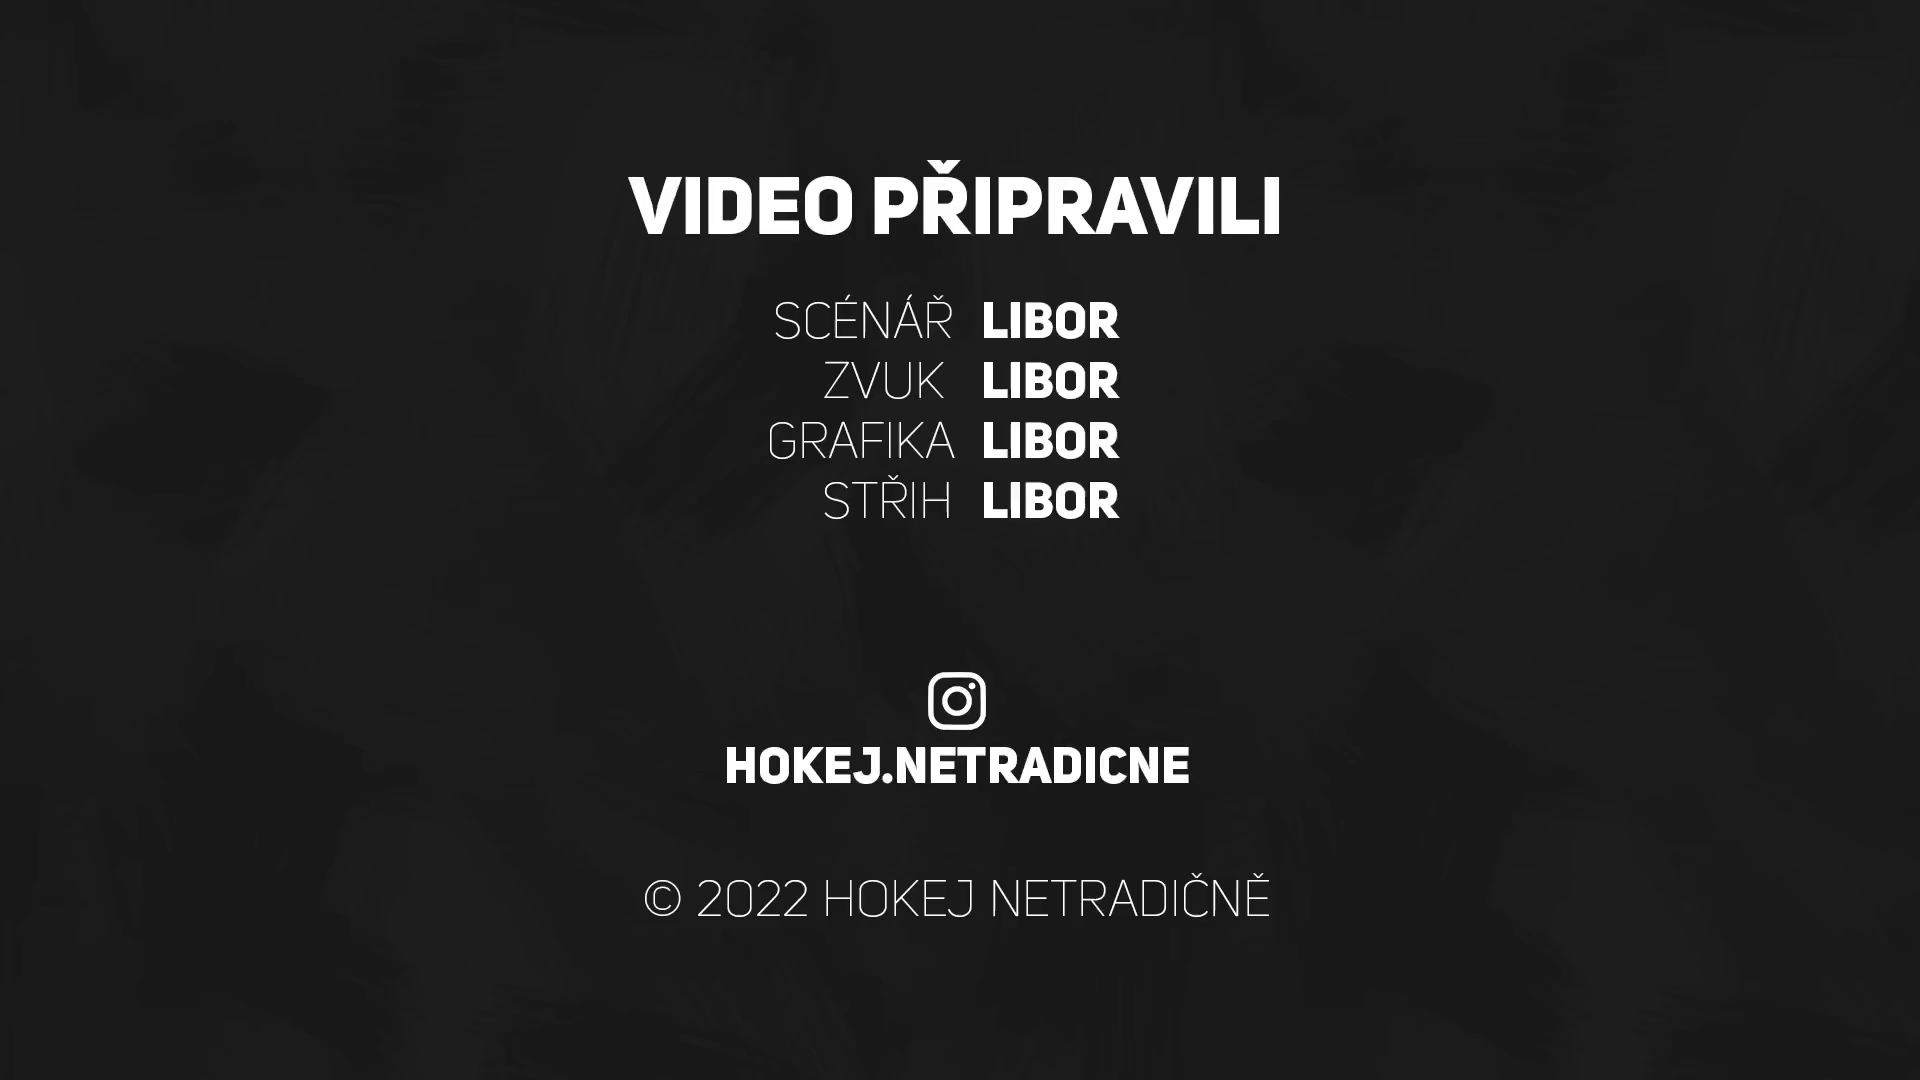 VIDEO PŘIPRAVILI
SCÉNÁŘ LIBOR
ZVUK LIBOR
GRAFIKA LIBOR
STŘIH LIBOR
HOKEJ.NETRADICNE
© 2022 HOKEJ NETRADIČNĚ